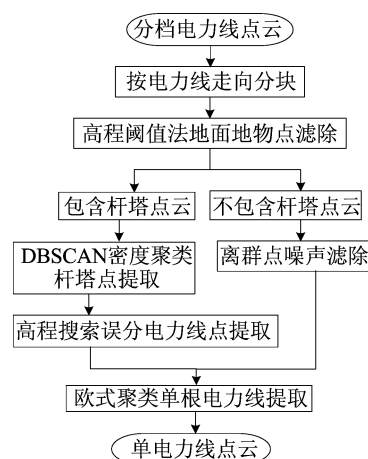 分档电力线点云
按电力线走向分块
高程阈值法地面地物点滤除
包含杆塔点云
不包含杆塔点云
DBSCAN密度聚类
杆塔点提取
离群点噪声滤除
高程搜索误分电力线点提取
欧式聚类单根电力线提取
单电力线点云